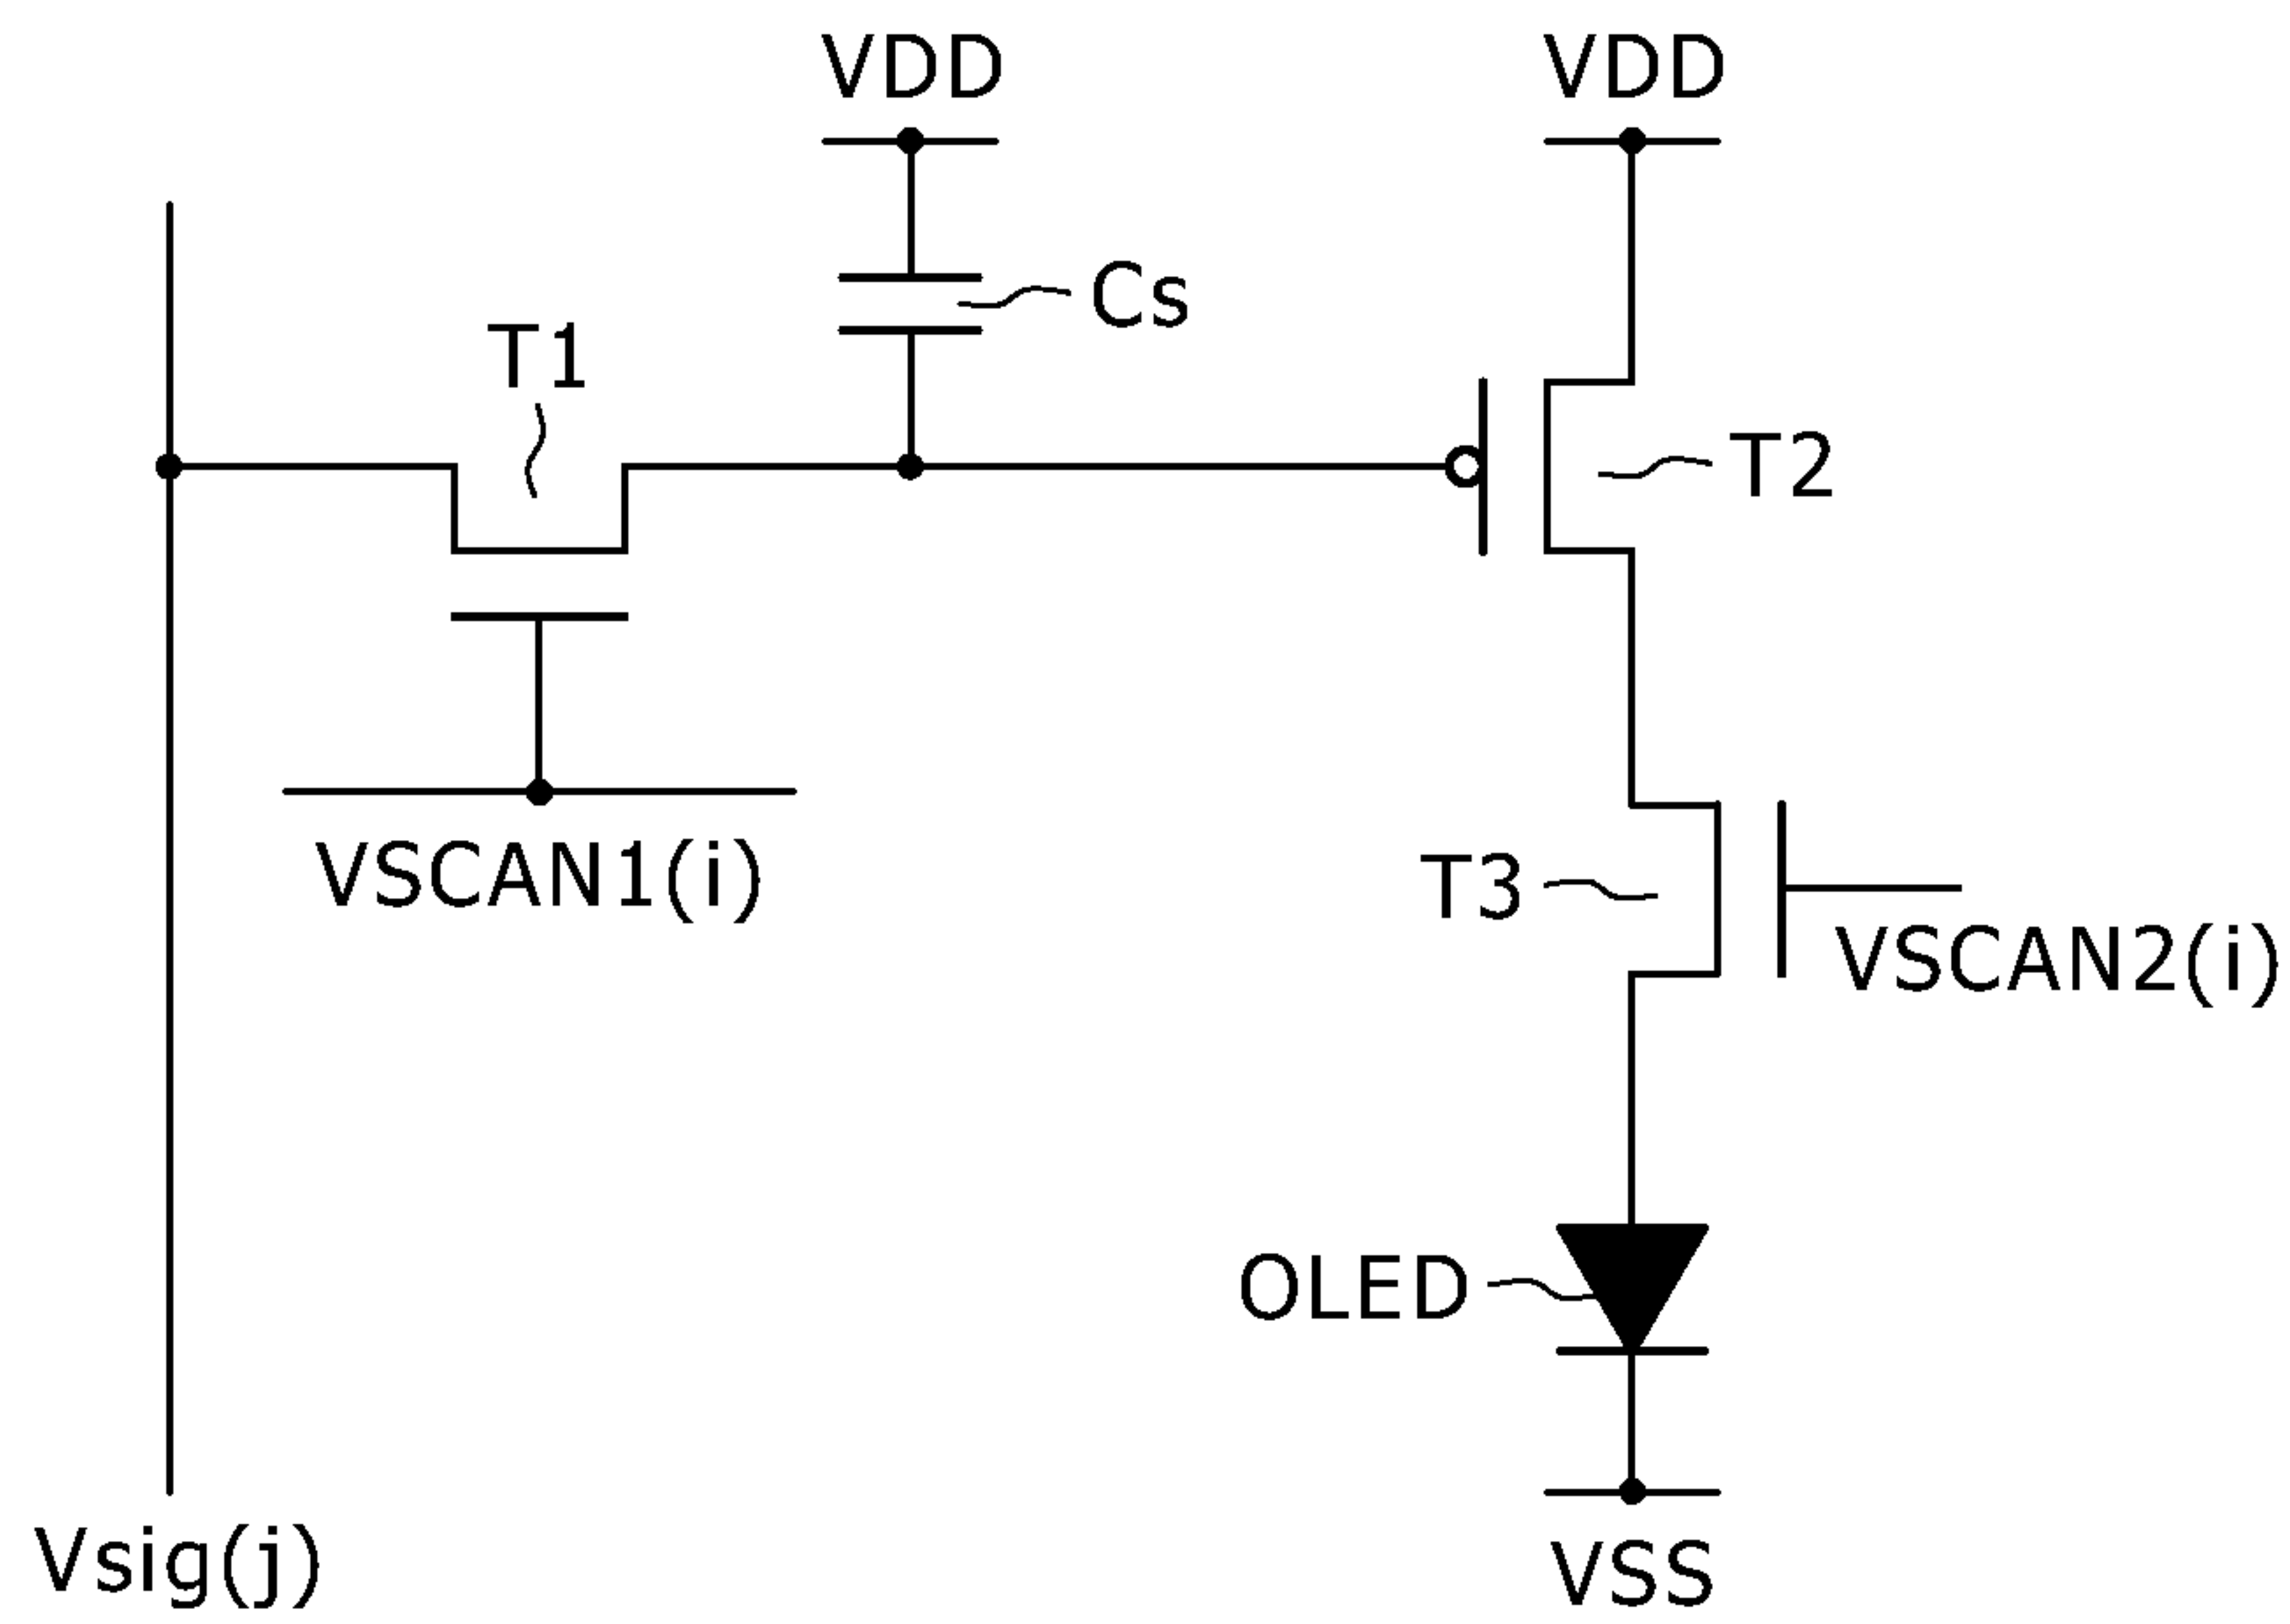 VDD
VDD
Cs
T1
T2
VSCAN1(i)
T3
VSCAN2(i)
OLED
Vsig(j)
VSS